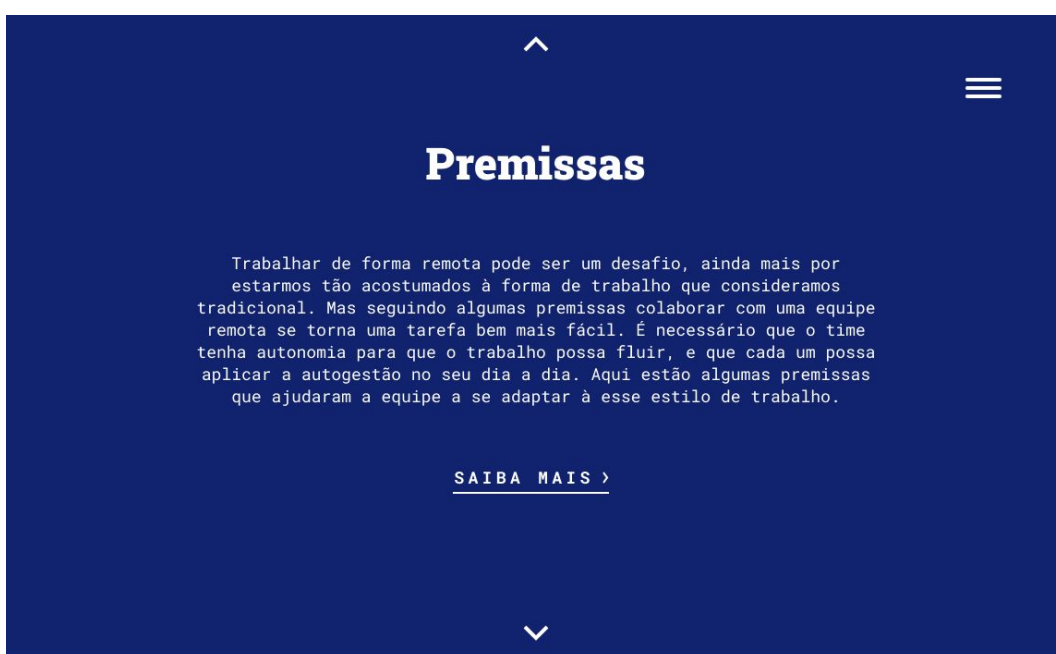 Premissas
Trabalhar de forma remota pode ser um desafio, ainda mais por
estarmos tão acostumados à forma de trabalho que consideramos
tradicional. Mas seguindo algumas premissas colaborar com uma equipe
remota se torna uma tarefa bem mais fácil. É necessário que o time
tenha autonomia para que o trabalho possa fluir, e que cada um possa
aplicar a autogestão no seu dia a dia. Aqui estão algumas premissas
que ajudaram a equipe a se adaptar à esse estilo de trabalho.
SAIBA MAIS ›